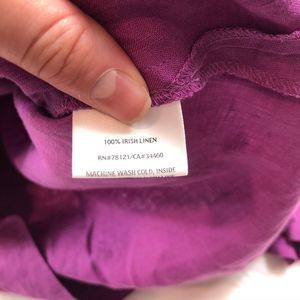 100% IRISH LINEN
RN#78121/CA#34460
MACHINE WASH COLD, INSIDE